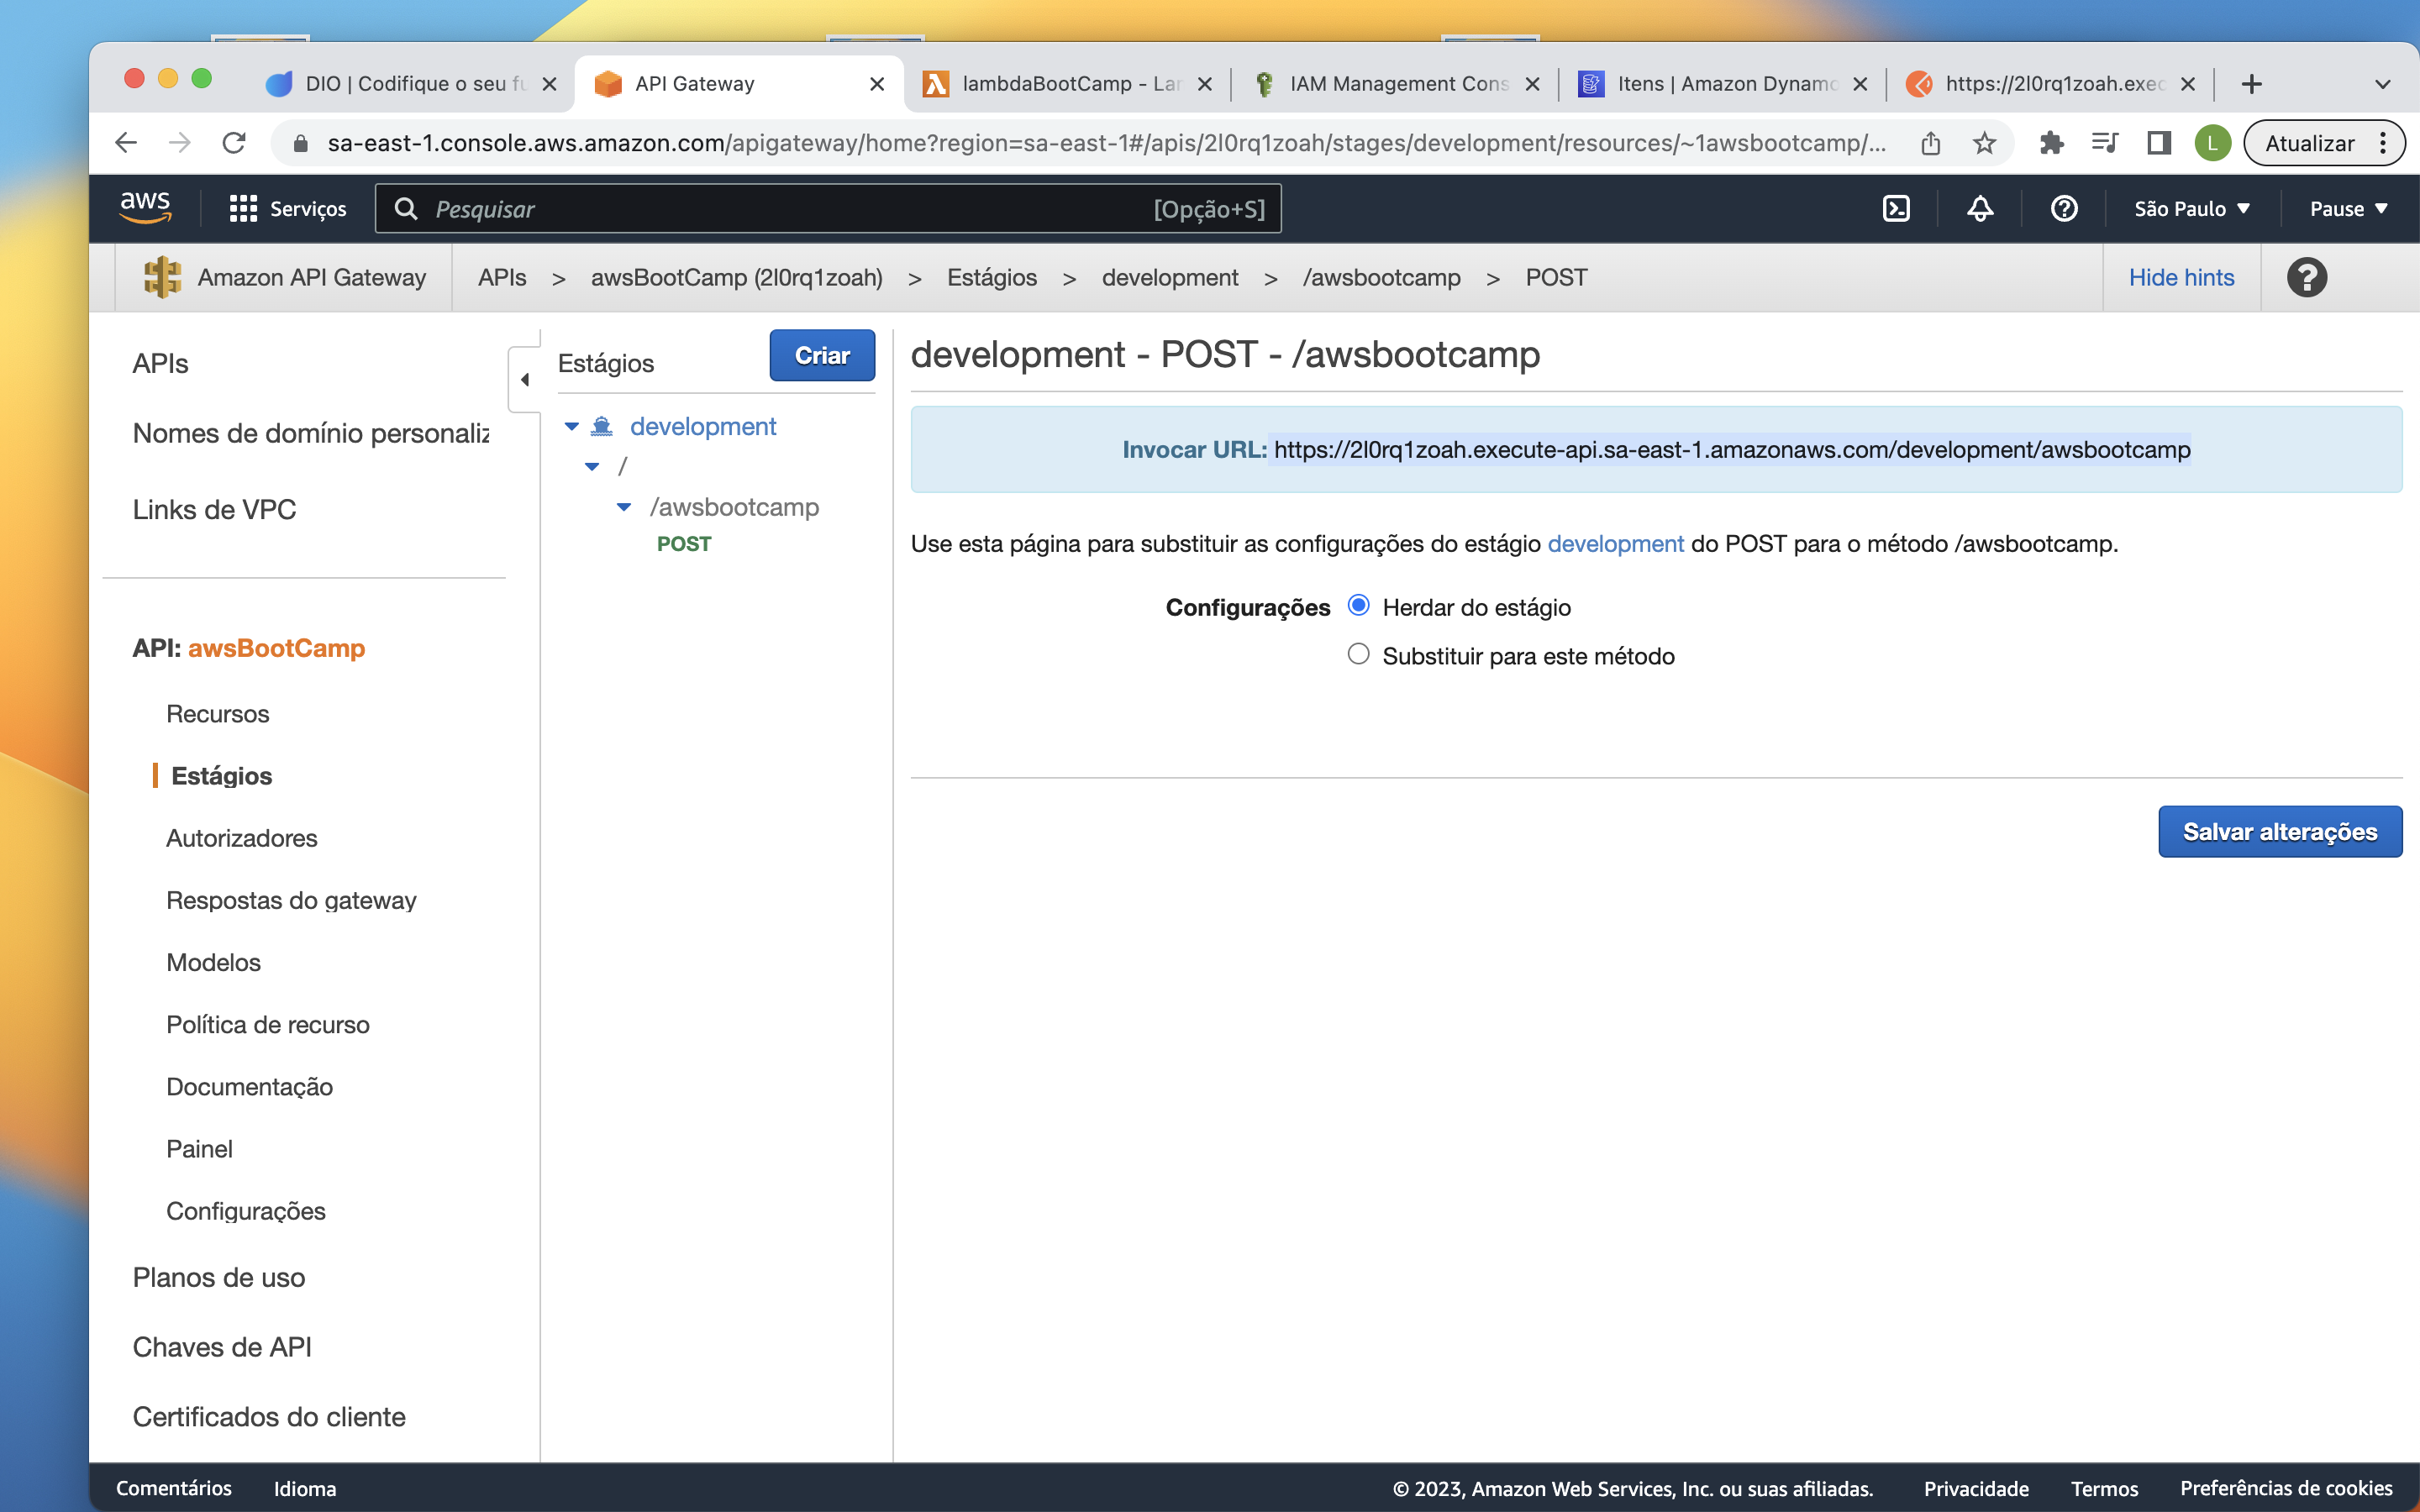 DIO | Codifique o seu fu
API Gateway
lambdaBootCamp - Lar
IAM Management Cons
Itens | Amazon Dynamo
https://2l0rq1zoah.exec
sa-east-1.console.aws.amazon.com/apigateway/home?region=sa-east-1#/apis/2l0rq1zoah/stages/development/resources/~1awsbootcamp/...
L
Atualizar
aws
Serviços
Pesquisar
[Opção+S]
São Paulo
Pause
Amazon API Gateway
APIs > awsBootCamp (2l0rq1zoah) > Estágios > development > /awsbootcamp > POST
Hide hints
APIs
Nomes de domínio personaliz
Links de VPC
API: awsBootCamp
Recursos
Estágios
Autorizadores
Respostas do gateway
Modelos
Política de recurso
Documentação
Painel
Configurações
Planos de uso
Chaves de API
Certificados do cliente
Estágios
Criar
development
/
/awsbootcamp
POST
development - POST - /awsbootcamp
Invocar URL: https://2l0rq1zoah.execute-api.sa-east-1.amazonaws.com/development/awsbootcamp
Use esta página para substituir as configurações do estágio development do POST para o método /awsbootcamp.
Configurações
Herdar do estágio
Substituir para este método
Salvar alterações
Comentários
Idioma
© 2023, Amazon Web Services, Inc. ou suas afiliadas.
Privacidade
Termos
Preferências de cookies